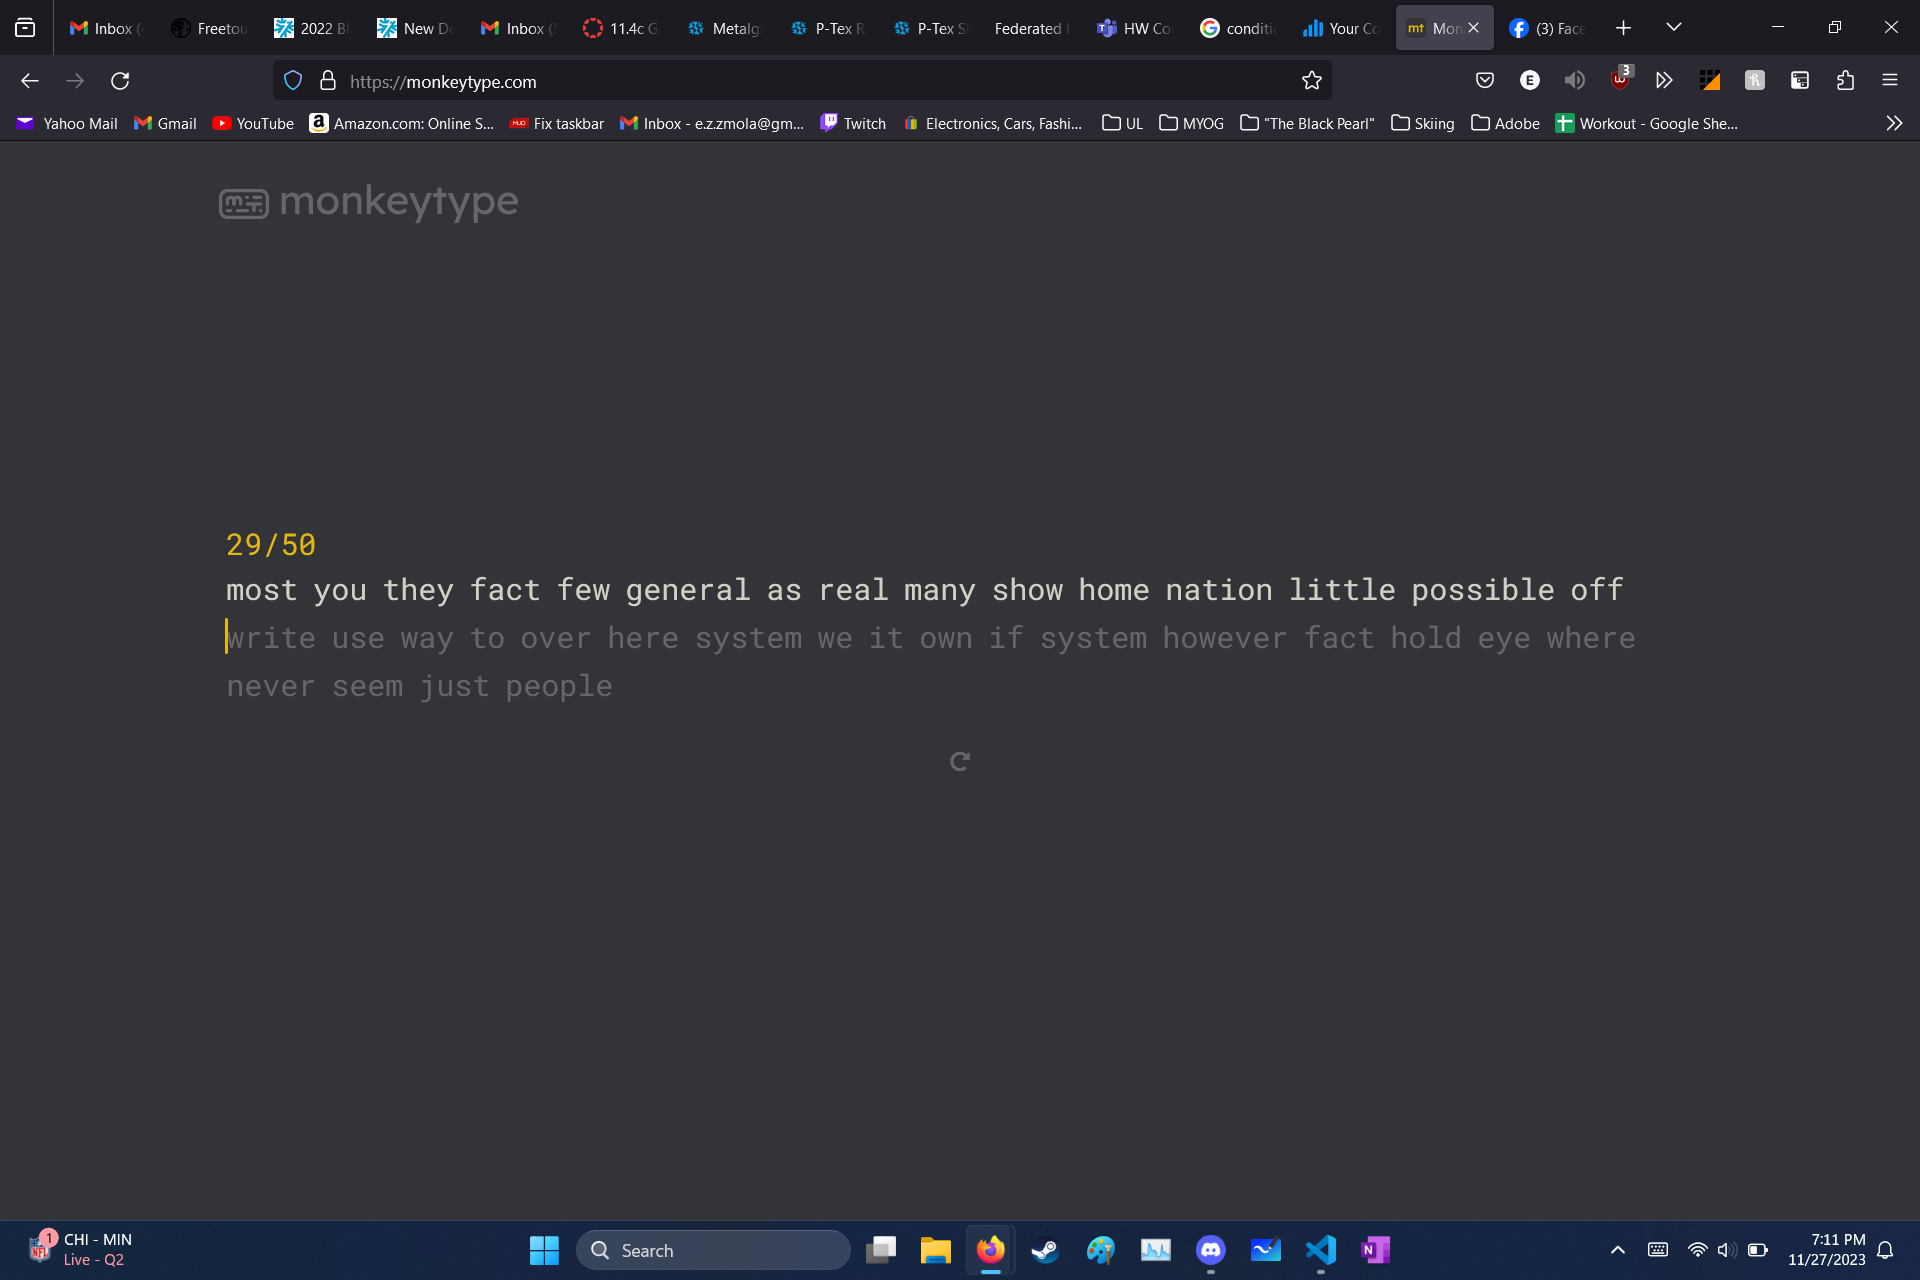 Inbox (
Freetou
2022 Bl
New De
Inbox (
11.4c G
Metalg
P-Tex R
P-Tex S
Federated
HW Co
conditi
Your Co
mt
Mon
(3) Face
https://monkeytype.com
3
E
Yahoo Mail
Gmail
YouTube
Amazon.com: Online S...
Fix taskbar
Inbox - e.z.zmola@gm...
Twitch
Electronics, Cars, Fashi...
UL
MYOG
"The Black Pearl"
Skiing
Adobe
Workout - Google She...
monkeytype
29/50
most you they fact few general as real many show home nation little possible off
write use way to over here system we it own if system however fact hold eye where
never seem just people
1
CHI - MIN
Live - Q2
Search
7:11 PM
11/27/2023